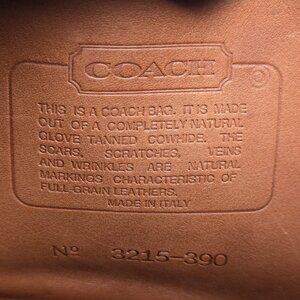 COACH
THIS IS A COACH BAG. IT IS MADE
OUT OF A COMPLETELY NATURAL
GLOVE TANNED COWHIDE. THE
SCARS, SCRATCHES, VEINS
AND WRINKLES ARE NATURAL
MARKINGS CHARACTERISTIC OF
FULL GRAIN LEATHERS.
MADE IN ITALY
Nº 3215-390